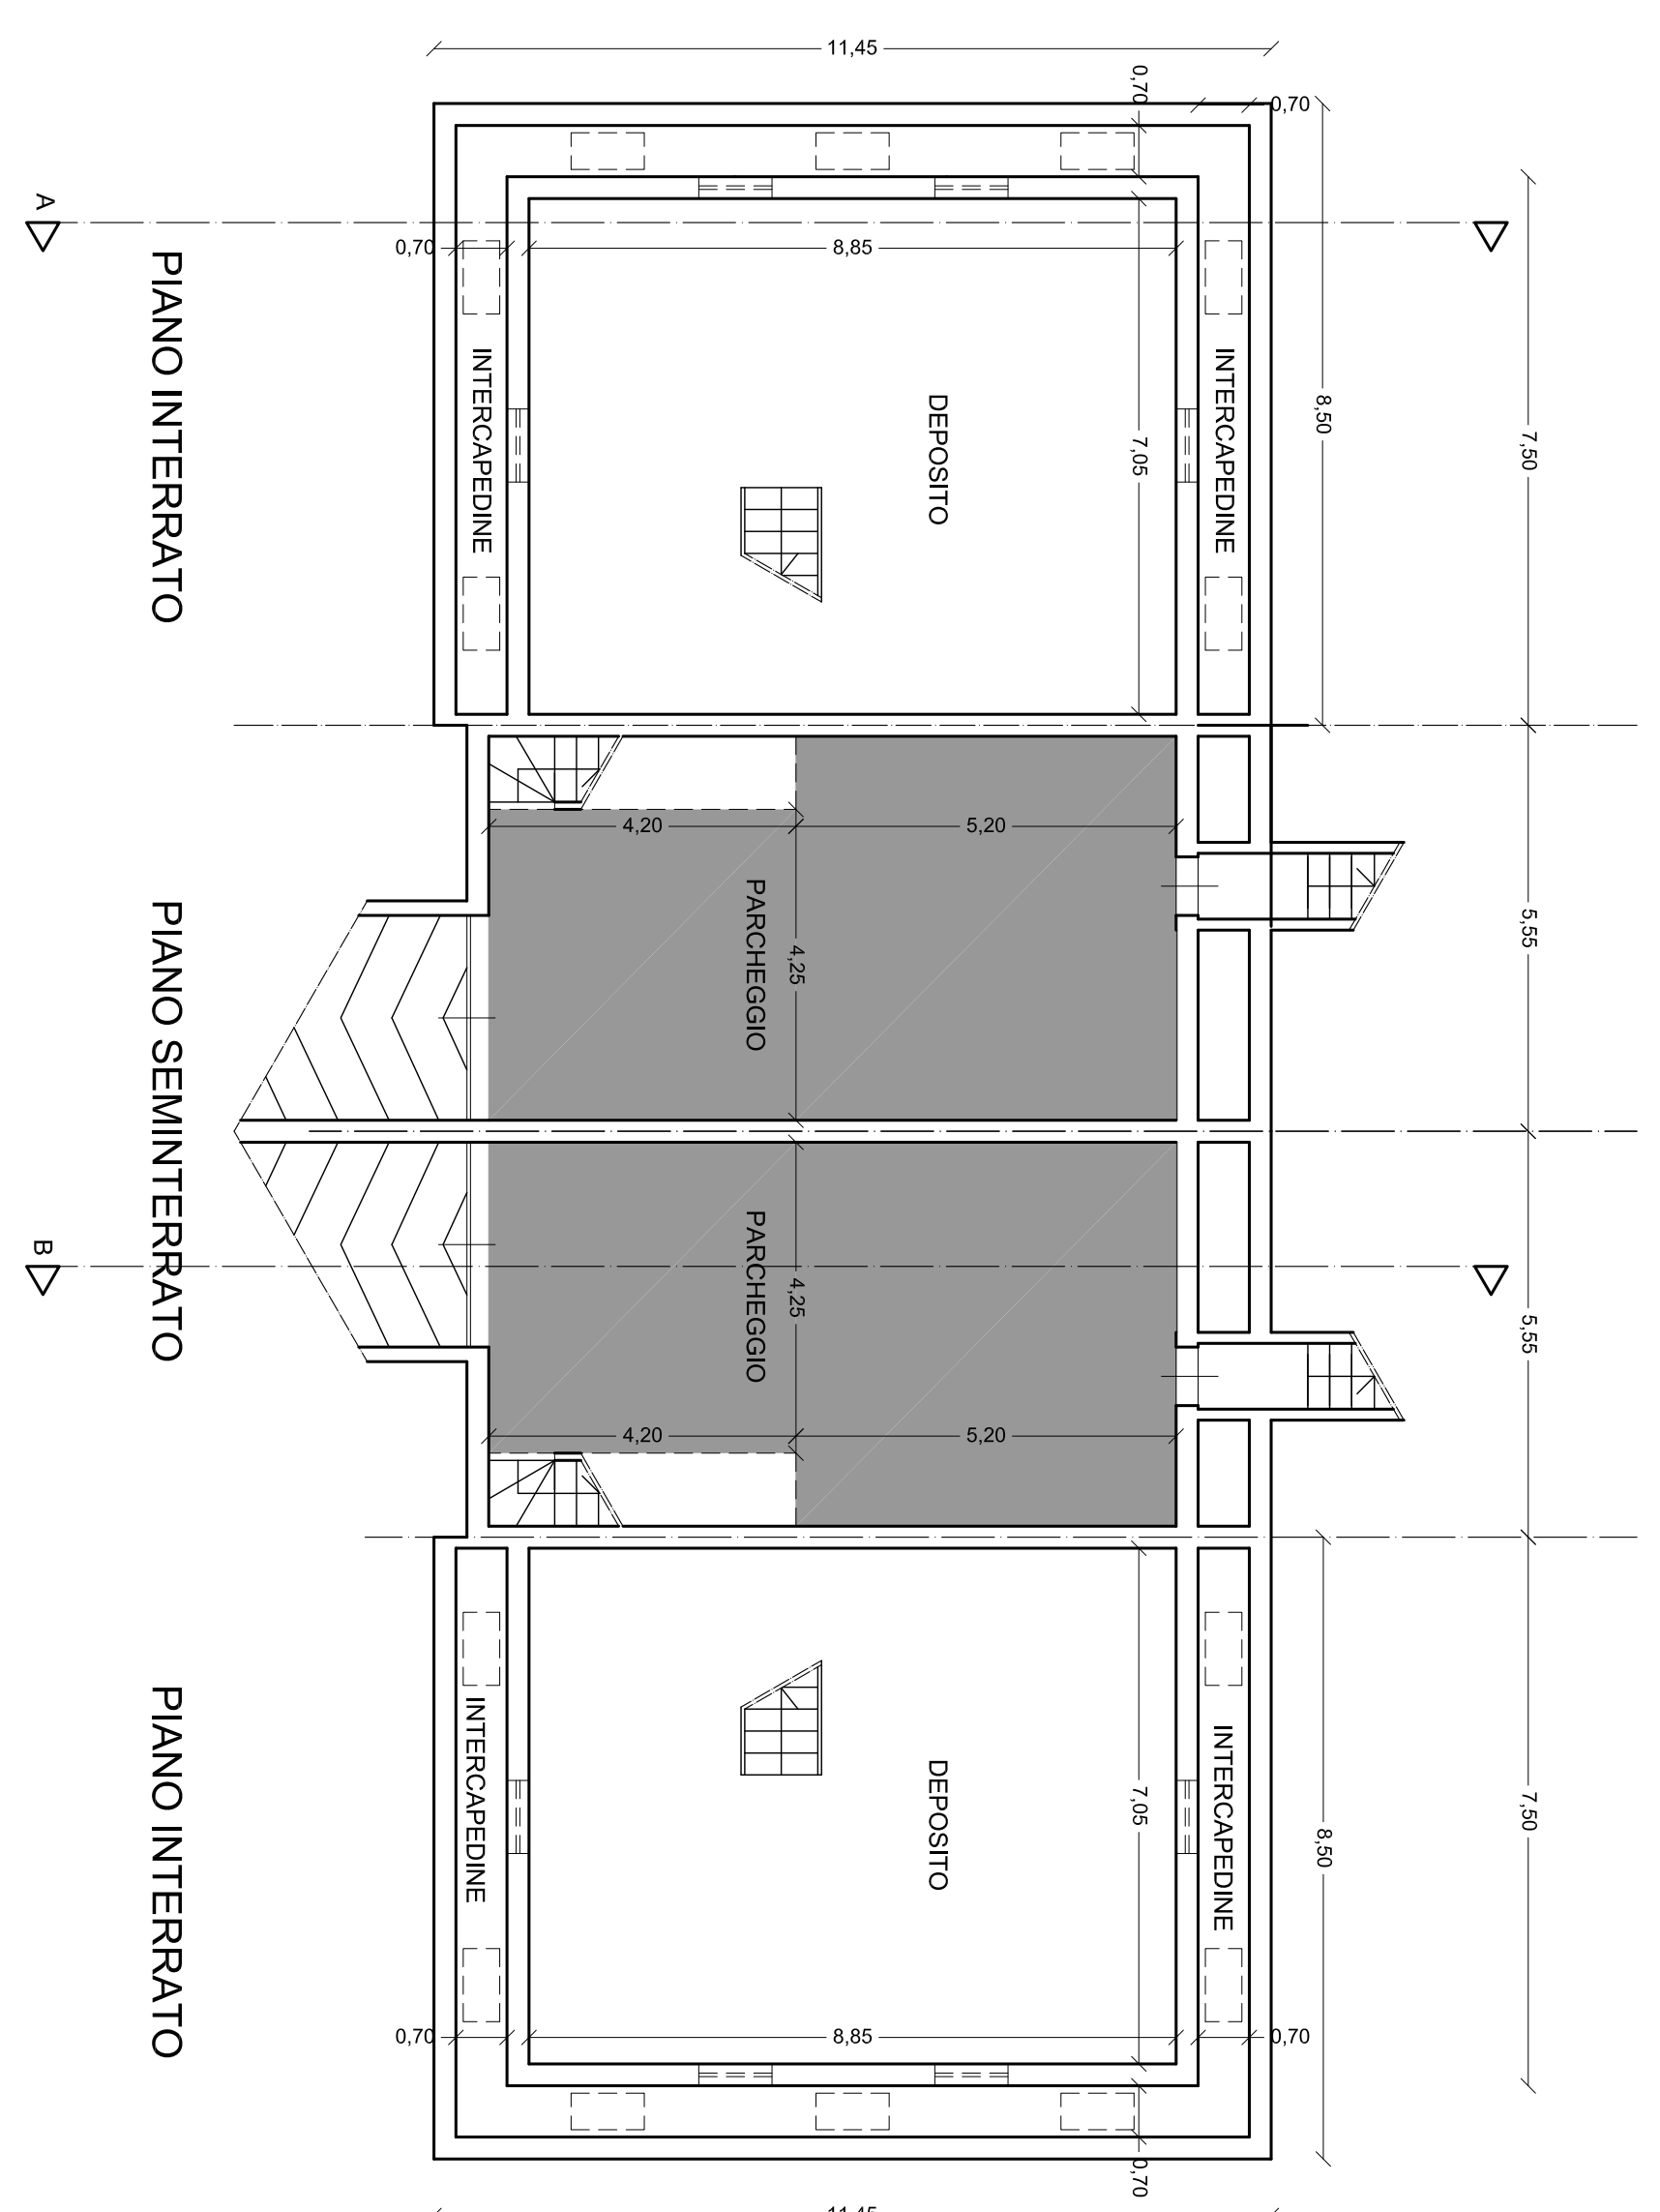 11,45
0,70
0,70
A
0,70
8,85
PIANO INTERRATO
INTERCAPEDINE
DEPOSITO
INTERCAPEDINE
7,05
8,50
7,50
4,20
5,20
PARCHEGGIO
4,25
5,55
PIANO SEMINTERRATO
PARCHEGGIO
4,25
B
5,55
4,20
5,20
PIANO INTERRATO
INTERCAPEDINE
DEPOSITO
INTERCAPEDINE
7,05
8,50
7,50
0,70
8,85
0,70
0,70
11,45